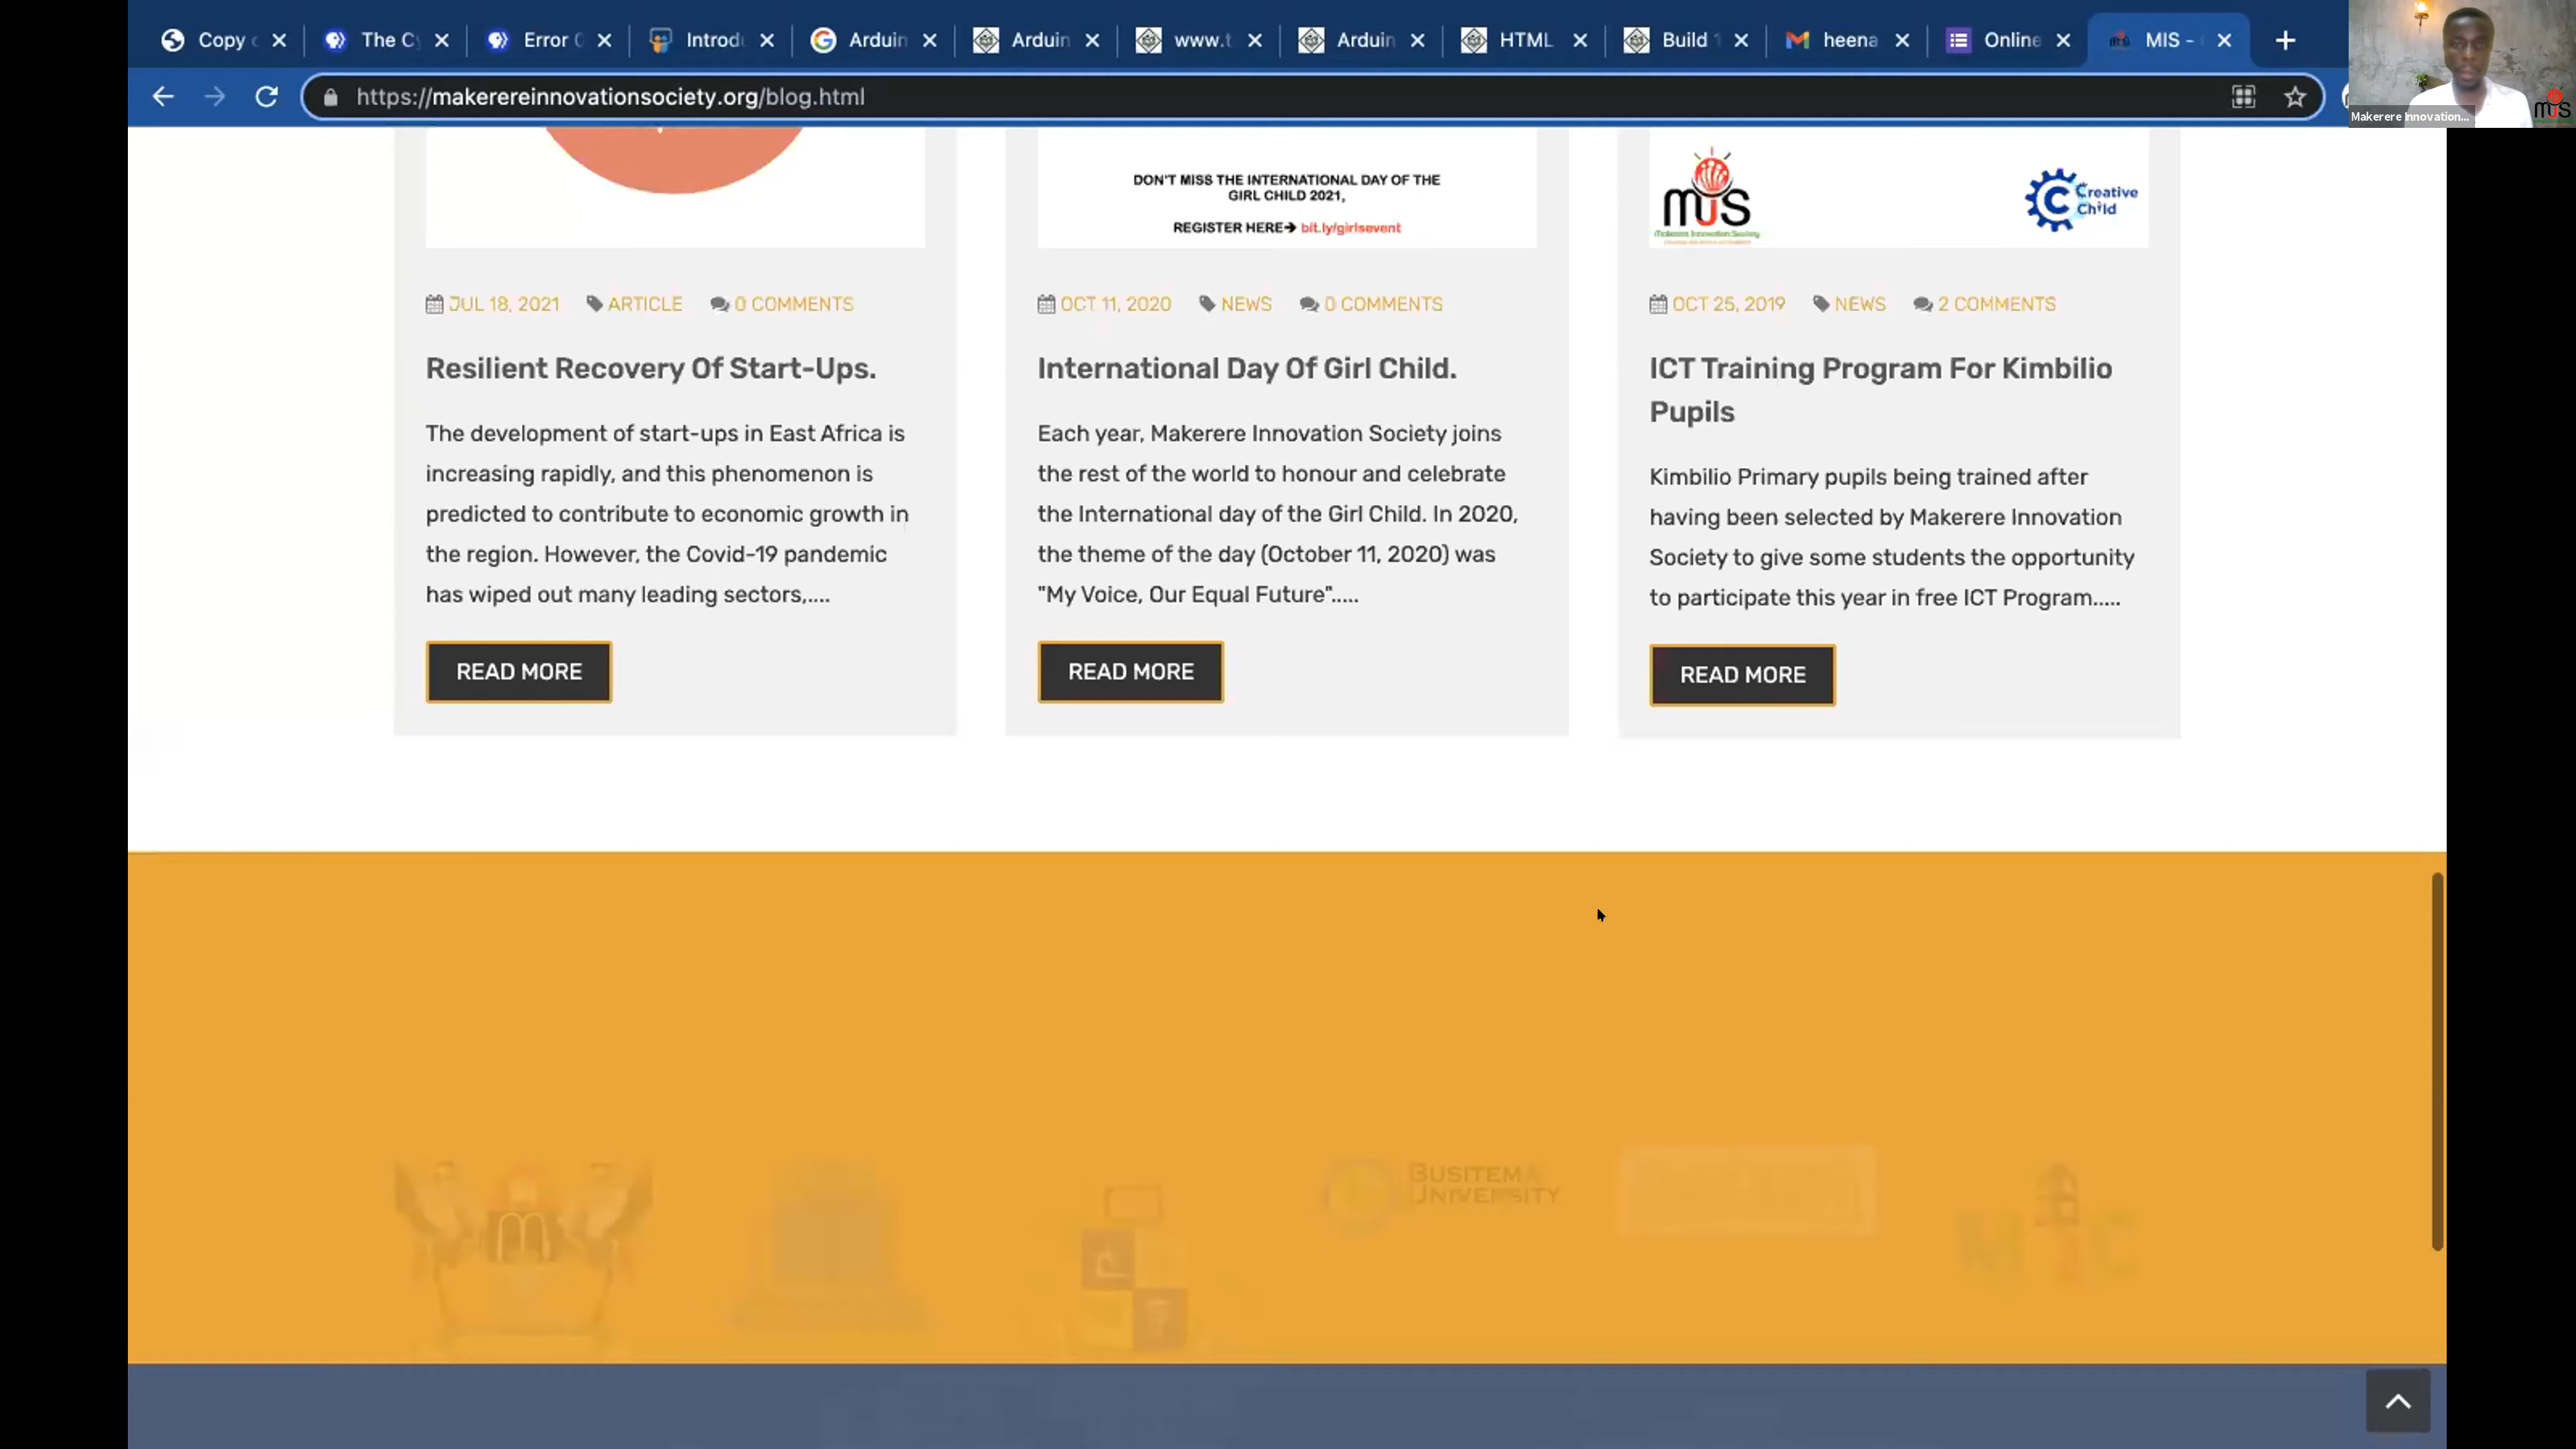 Copy
The C
Error
Introd
Arduin
Arduin
www.t
Arduin
HTML
Build
heena
Online
MIS -
https://makerereinnovationsociety.org/blog.html
Makerere Innovation...
mis
DON'T MISS THE INTERNATIONAL DAY OF THE
GIRL CHILD 2021,
REGISTER HERE➔ bit.ly/girlsevent
mis
Makerere Innovation Society
Creative
Child
JUL 18, 2021 ARTICLE 0 COMMENTS
Resilient Recovery Of Start-Ups.
The development of start-ups in East Africa is
increasing rapidly, and this phenomenon is
predicted to contribute to economic growth in
the region. However, the Covid-19 pandemic
has wiped out many leading sectors,....
READ MORE
OCT 11, 2020 NEWS 0 COMMENTS
International Day Of Girl Child.
Each year, Makerere Innovation Society joins
the rest of the world to honour and celebrate
the International day of the Girl Child. In 2020,
the theme of the day (October 11, 2020) was
"My Voice, Our Equal Future".....
READ MORE
OCT 25, 2019 NEWS 2 COMMENTS
ICT Training Program For Kimbilio
Pupils
Kimbilio Primary pupils being trained after
having been selected by Makerere Innovation
Society to give some students the opportunity
to participate this year in free ICT Program.....
READ MORE
BUSITEMA
UNIVERSITY